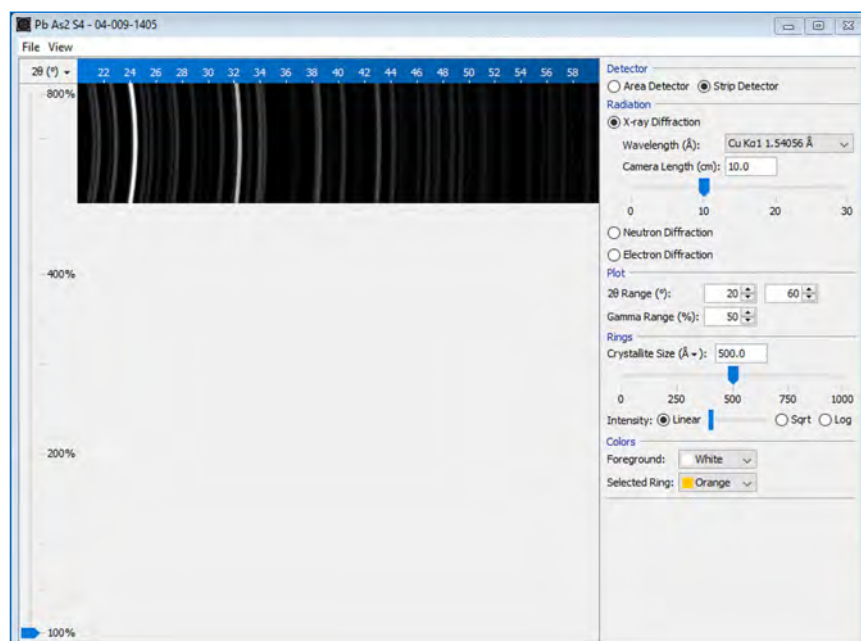 Pb As2 S4 - 04-009-1405
File View
2θ (°)
22 24 26 28 30 32 34 36 38 40 42 44 46 48 50 52 54 56 58
800%
400%
200%
100%
Detector
Area Detector Strip Detector
Radiation
X-ray Diffraction
Wavelength (Å): Cu Kα1 1.54056 Å
Camera Length (cm): 10.0
0 10 20 30
Neutron Diffraction
Electron Diffraction
Plot
2θ Range (°): 20 60
Gamma Range (%): 50
Rings
Crystallite Size (Å): 500.0
0 250 500 750 1000
Intensity: Linear Sqrt Log
Colors
Foreground: White
Selected Ring: Orange